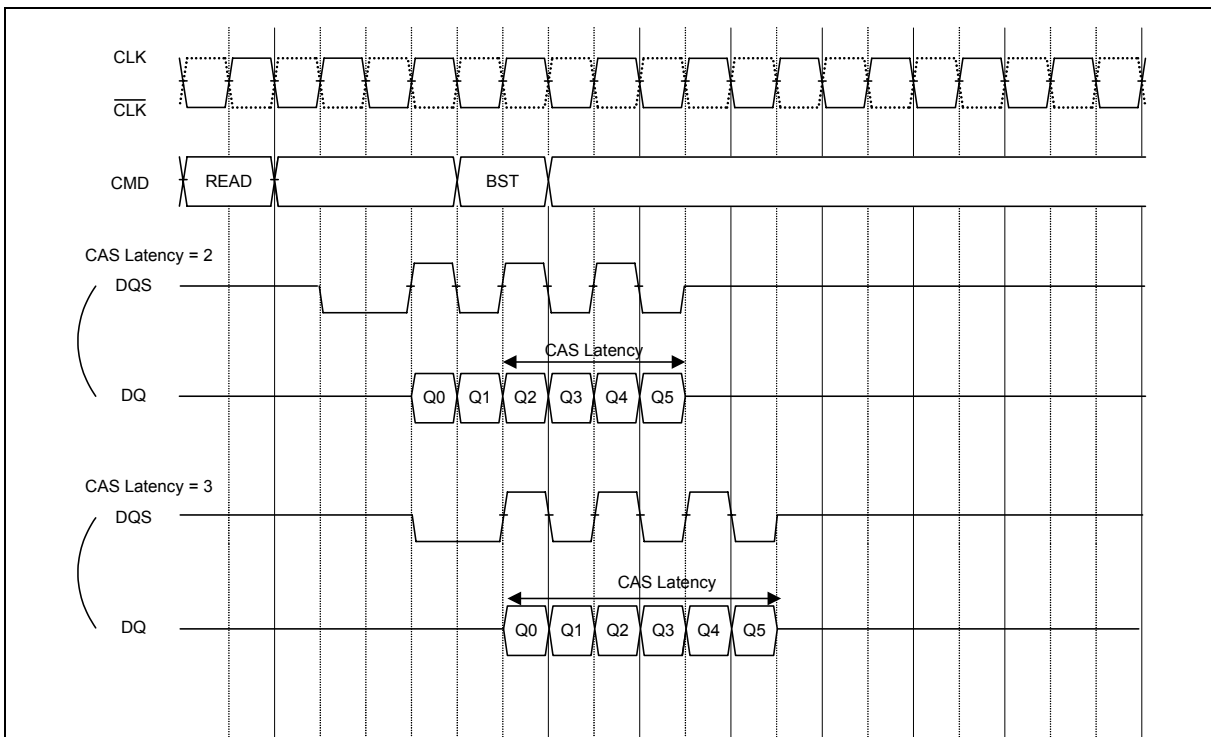 CLK
CLK
CMD READ BST
CAS Latency = 2
DQS
CAS Latency
DQ Q0 Q1 Q2 Q3 Q4 Q5
CAS Latency = 3
DQS
CAS Latency
DQ Q0 Q1 Q2 Q3 Q4 Q5